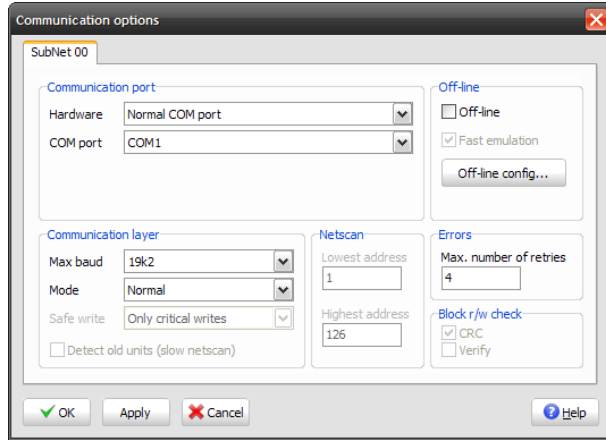 Communication options
SubNet 00
Communication port
Hardware Normal COM port
COM port COM1
Off-line
Off-line
Fast emulation
Off-line config...
Communication layer
Max baud 19k2
Mode Normal
Safe write Only critical writes
Detect old units (slow netscan)
Netscan
Lowest address
1
Highest address
126
Errors
Max. number of retries
4
Block r/w check
CRC
Verify
OK Apply Cancel Help